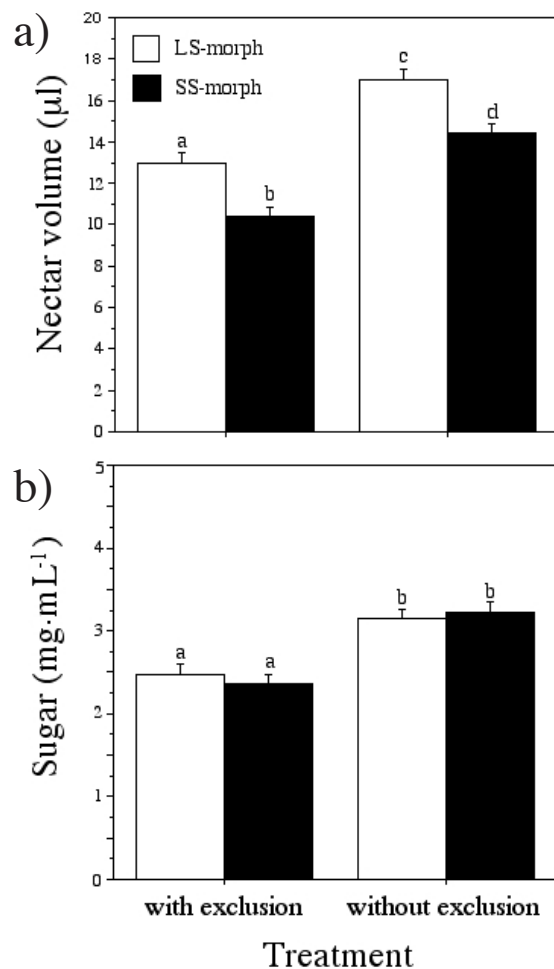 a)
Nectar volume (µl)
20
18
16
14
12
10
8
6
4
2
0
LS-morph
SS-morph
a
b
c
d
b)
Sugar (mg·mL⁻¹)
5
4
3
2
1
0
a
a
b
b
with exclusion
without exclusion
Treatment